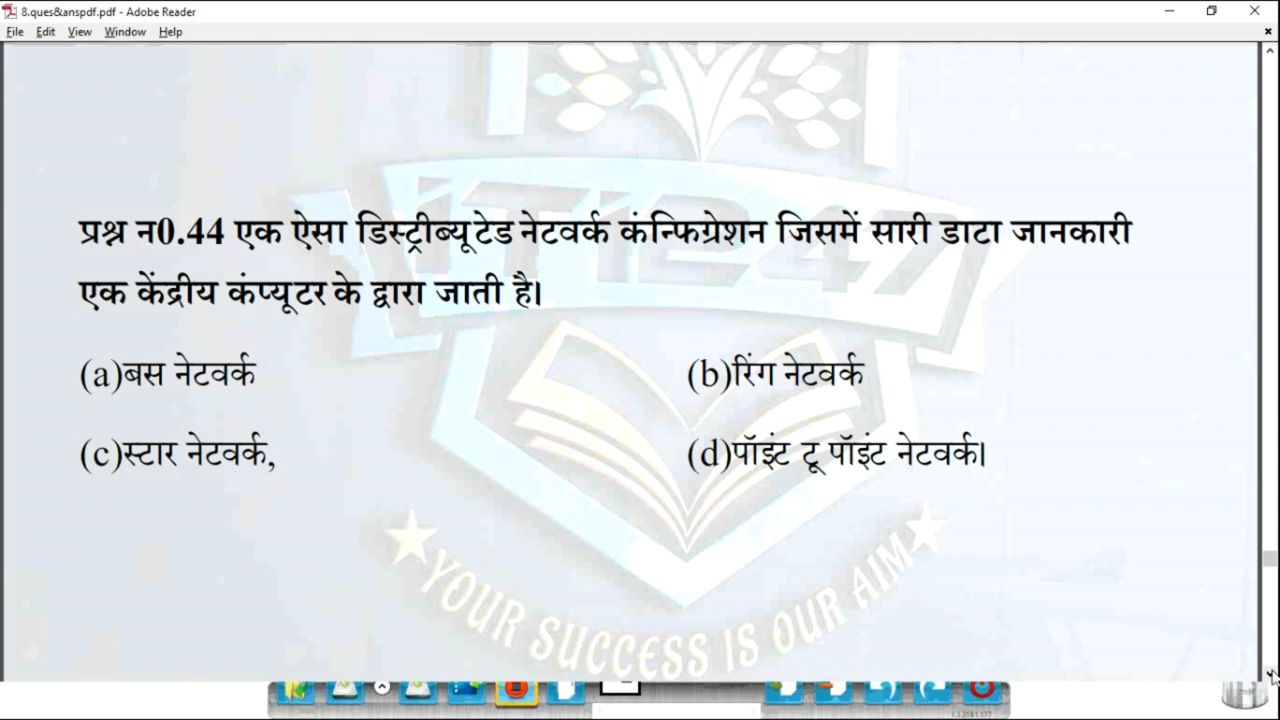 8.ques&anspdf.pdf - Adobe Reader
File Edit View Window Help
IT1247
प्रश्न न0.44 एक ऐसा डिस्ट्रीब्यूटेड नेटवर्क कंन्फिग्रेशन जिसमें सारी डाटा जानकारी
एक केंद्रीय कंप्यूटर के द्वारा जाती है।
(a)बस नेटवर्क (b)रिंग नेटवर्क
(c)स्टार नेटवर्क, (d)पॉइंट टू पॉइंट नेटवर्क।
YOUR SUCCESS IS OUR AIM